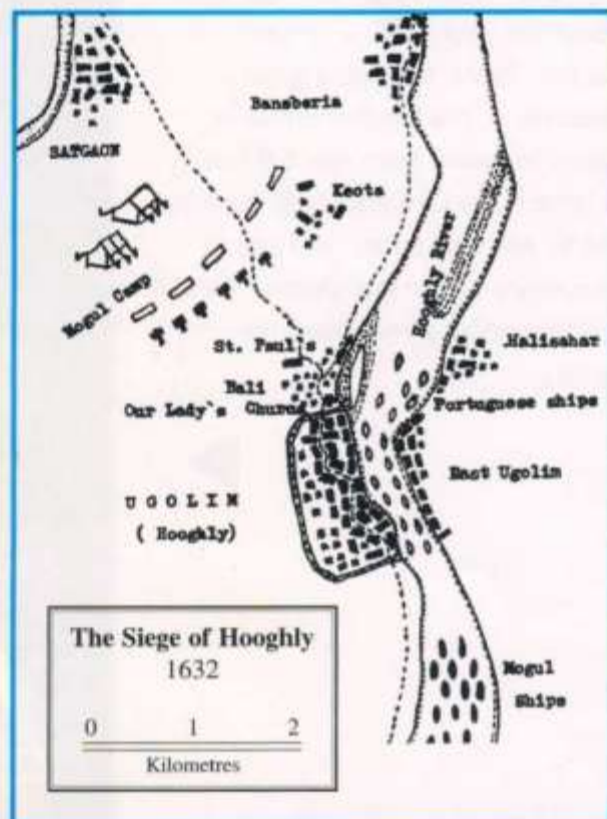 Bansberia
SATGAON
Keota
Hooghly River
Mogul Camp
St. Paul's
Halisahar
Bali
Our Lady's Church
Portuguese ships
East Ugolim
UGOLIM
(Hooghly)
The Siege of Hooghly
1632
0 1 2
Kilometres
Mogul
Ships